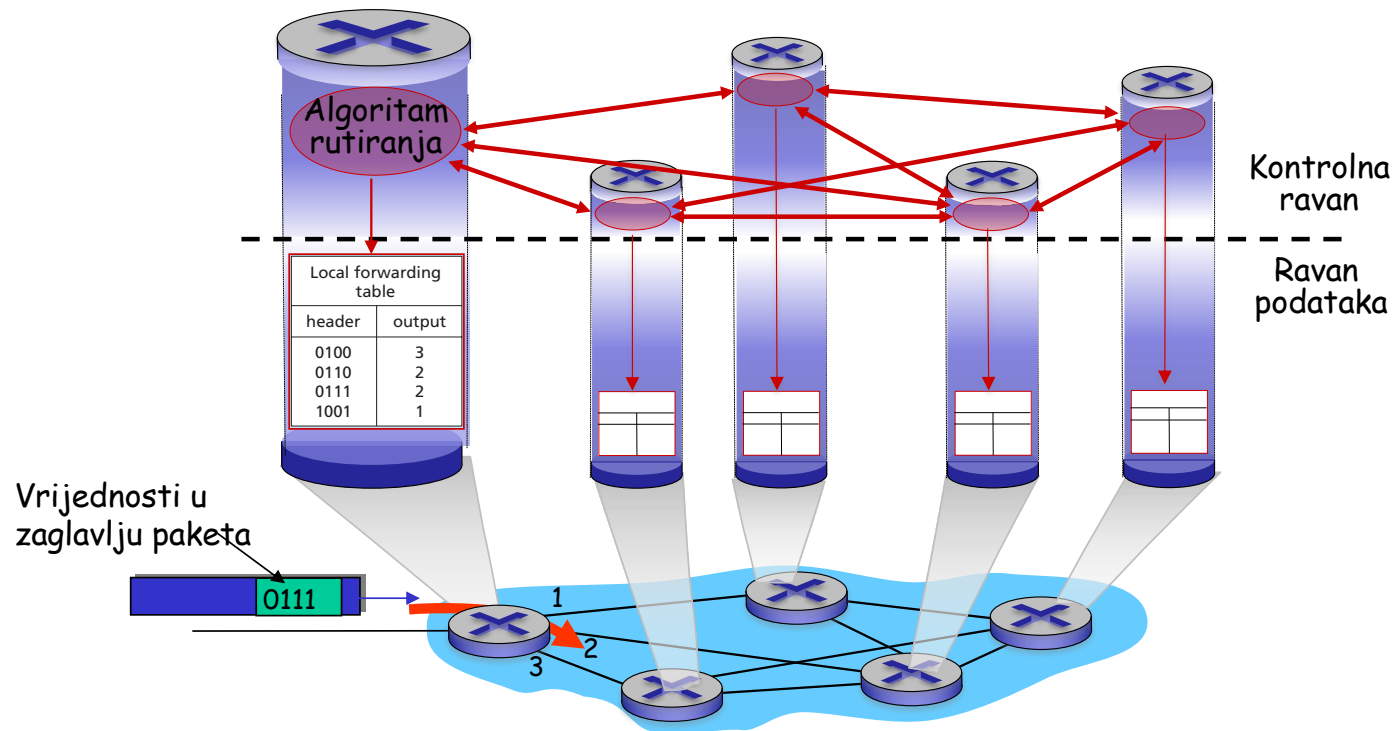 Algoritam
rutiranja
Kontrolna
ravan
Ravan
podataka
Local forwarding
table
header output
0100 3
0110 2
0111 2
1001 1
Vrijednosti u
zaglavlju paketa
0111
1
2
3